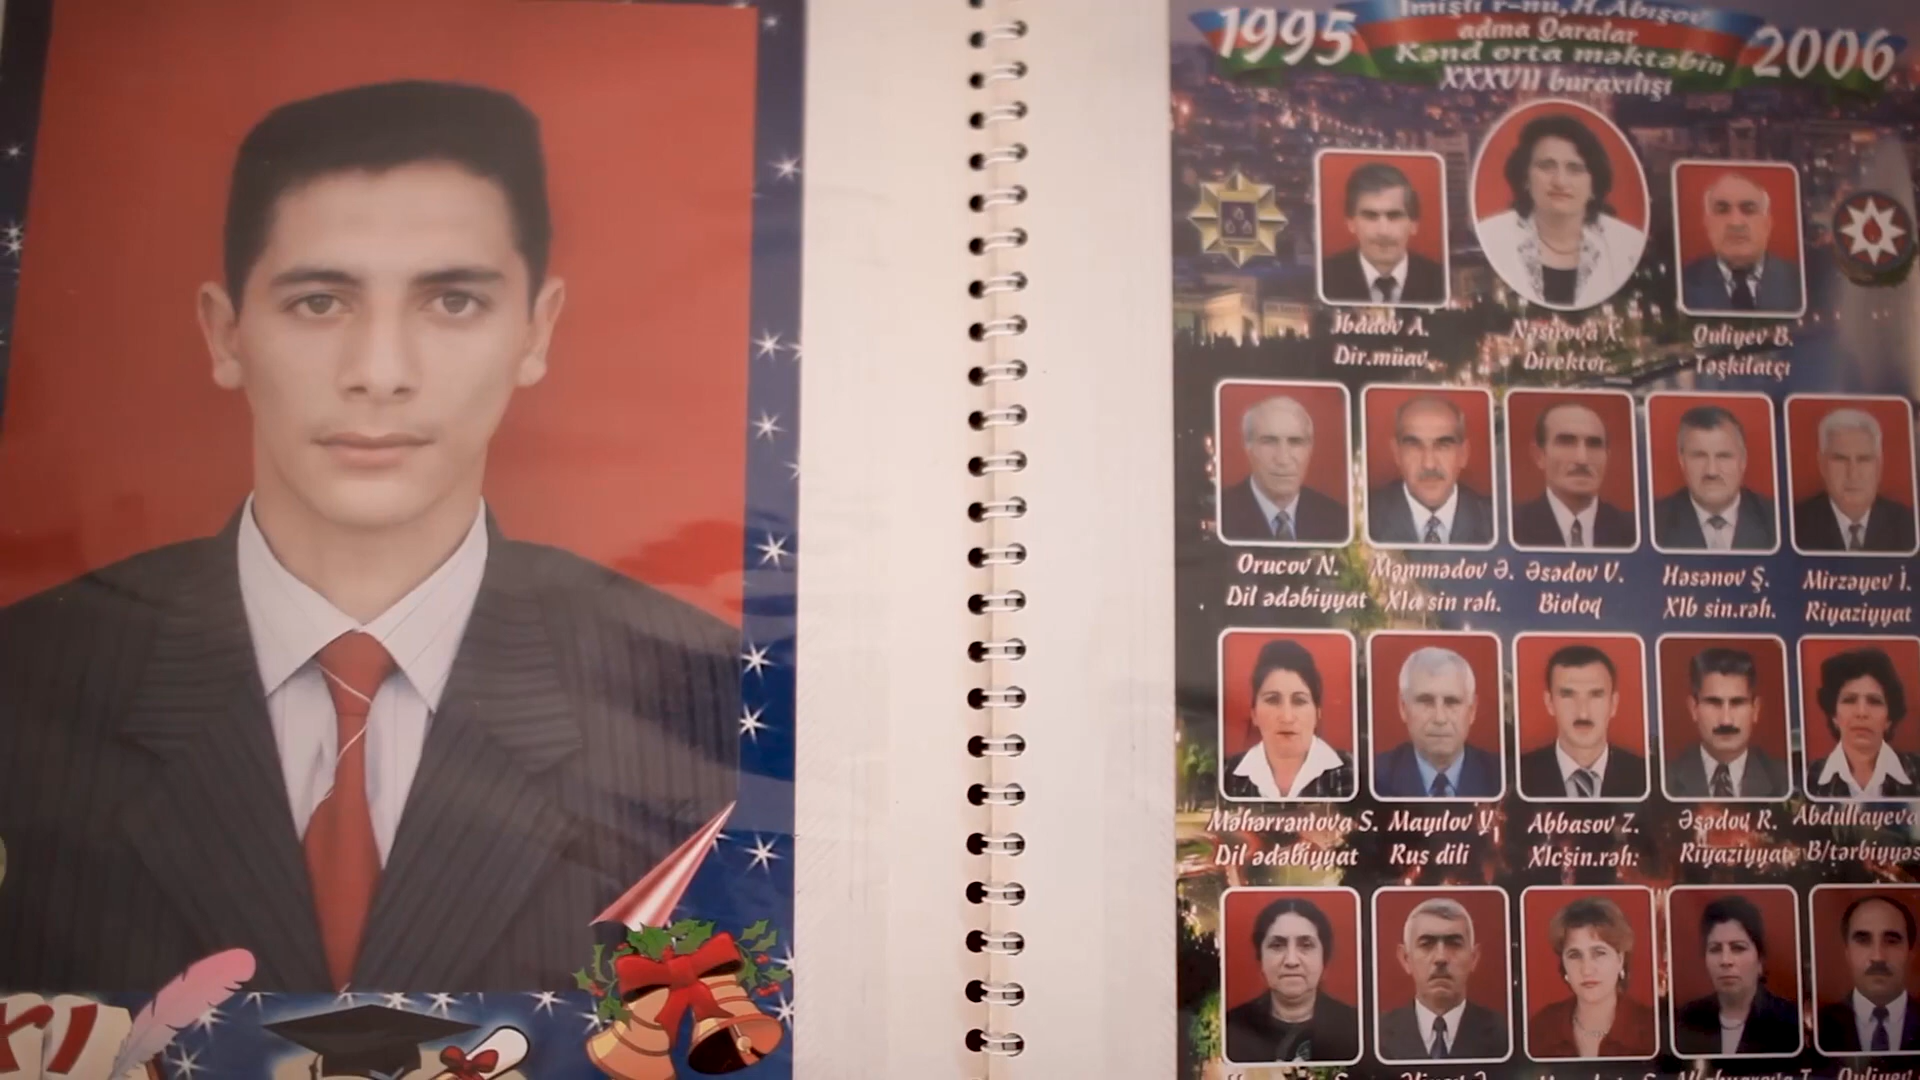 XI
1995
İmişli r-nu, H.Abışov
adına Qaralar
Kənd orta məktəbin
XXXVII buraxılışı
2006
İbadov A.
Dir.müav.
Nəsirova X.
Direktor
Quliyev B.
Təşkilatçı
Orucov N.
Dil ədəbiyyat
Məmmədov Ə.
XIa sin rəh.
Əsədov V.
Bioloq
Həsənov Ş.
XIb sin.rəh.
Mirzəyev İ.
Riyaziyyat
Məhərrəmova S.
Dil ədəbiyyat
Mayılov V.
Rus dili
Abbasov Z.
XIcsin.rəh:
Əsədov R.
Riyaziyyat
Abdullayeva
B/tərbiyyəs